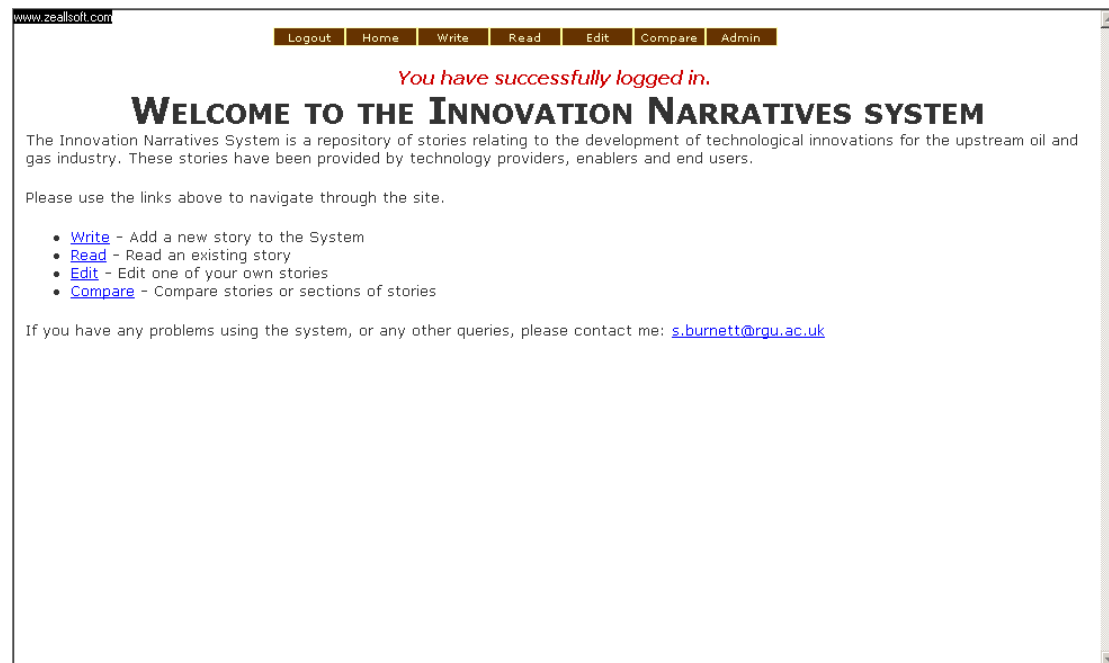 www.zeallsoft.com
Logout Home Write Read Edit Compare Admin
You have successfully logged in.
WELCOME TO THE INNOVATION NARRATIVES SYSTEM
The Innovation Narratives System is a repository of stories relating to the development of technological innovations for the upstream oil and
gas industry. These stories have been provided by technology providers, enablers and end users.
Please use the links above to navigate through the site.
• Write - Add a new story to the System
• Read - Read an existing story
• Edit - Edit one of your own stories
• Compare - Compare stories or sections of stories
If you have any problems using the system, or any other queries, please contact me: s.burnett@rgu.ac.uk